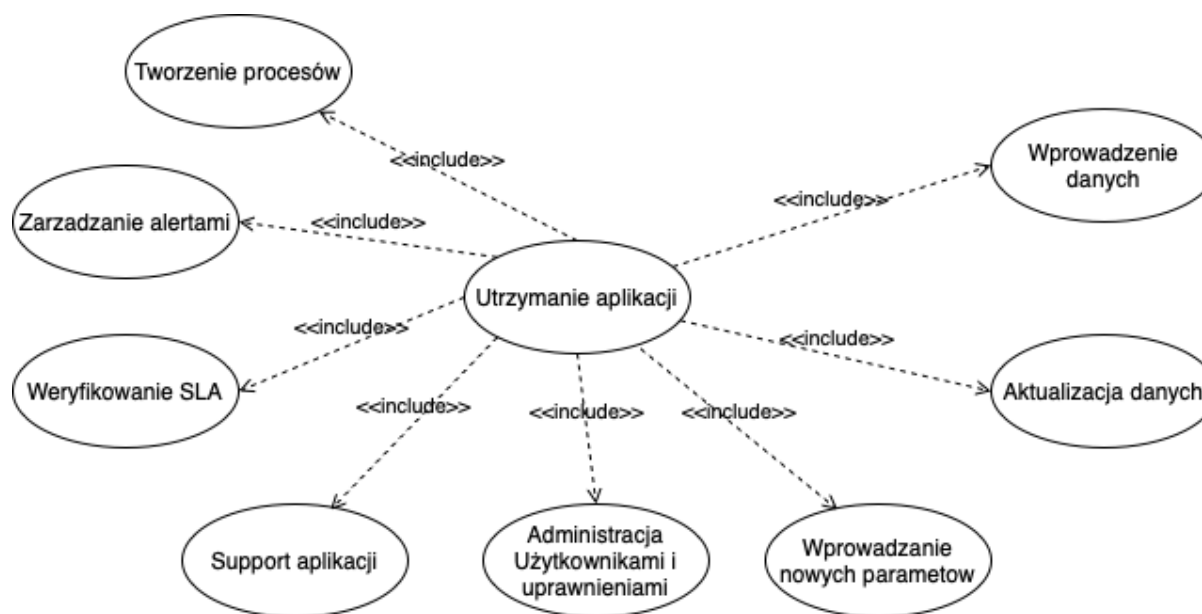 Tworzenie procesów
<<include>>
Wprowadzenie
danych
<<include>>
Zarzadzanie alertami
<<include>>
Utrzymanie aplikacji
<<include>>
<<include>>
Weryfikowanie SLA
Aktualizacja danych
<<include>>
<<include>>
<<include>>
Support aplikacji
Administracja
Użytkownikami i
uprawnieniami
Wprowadzanie
nowych parametow